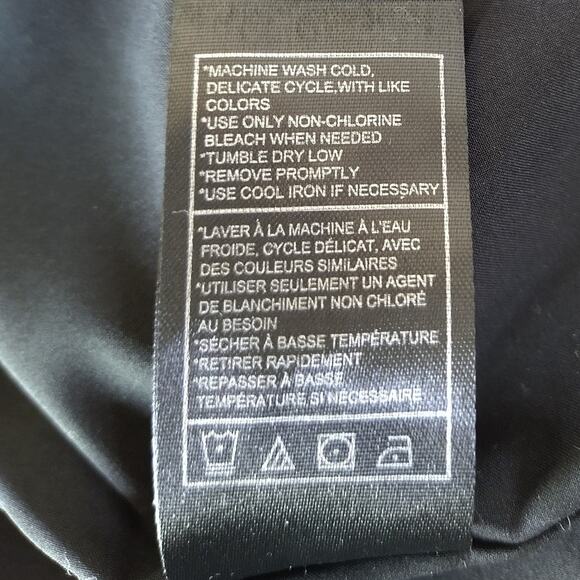 *MACHINE WASH COLD,
DELICATE CYCLE,WITH LIKE
COLORS
*USE ONLY NON-CHLORINE
BLEACH WHEN NEEDED
*TUMBLE DRY LOW
*REMOVE PROMPTLY
*USE COOL IRON IF NECESSARY
*LAVER À LA MACHINE À L'EAU
FROIDE, CYCLE DÉLICAT, AVEC
DES COULEURS SIMILAIRES
*UTILISER SEULEMENT UN AGENT
DE BLANCHIMENT NON CHLORÉ
AU BESOIN
*SÉCHER À BASSE TEMPÉRATURE
*RETIRER RAPIDEMENT
*REPASSER À BASSE
TEMPÉRATURE,SI NÉCESSAIRE